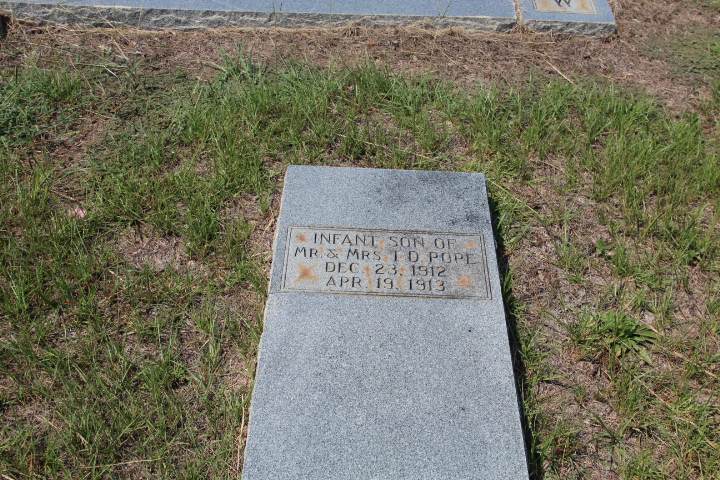 INFANT SON OF
MR. & MRS. T. D. POPE
DEC. 23, 1912
APR. 19, 1913